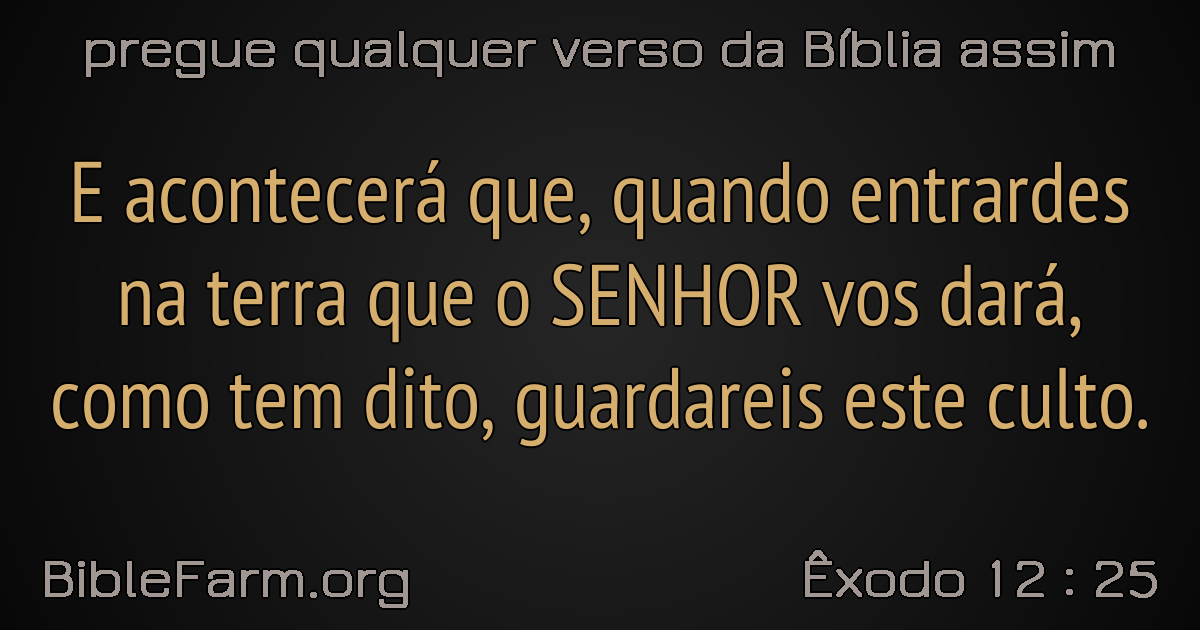 pregue qualquer verso da Bíblia assim
E acontecerá que, quando entrardes
na terra que o SENHOR vos dará,
como tem dito, guardareis este culto.
BibleFarm.org
Êxodo 12 : 25